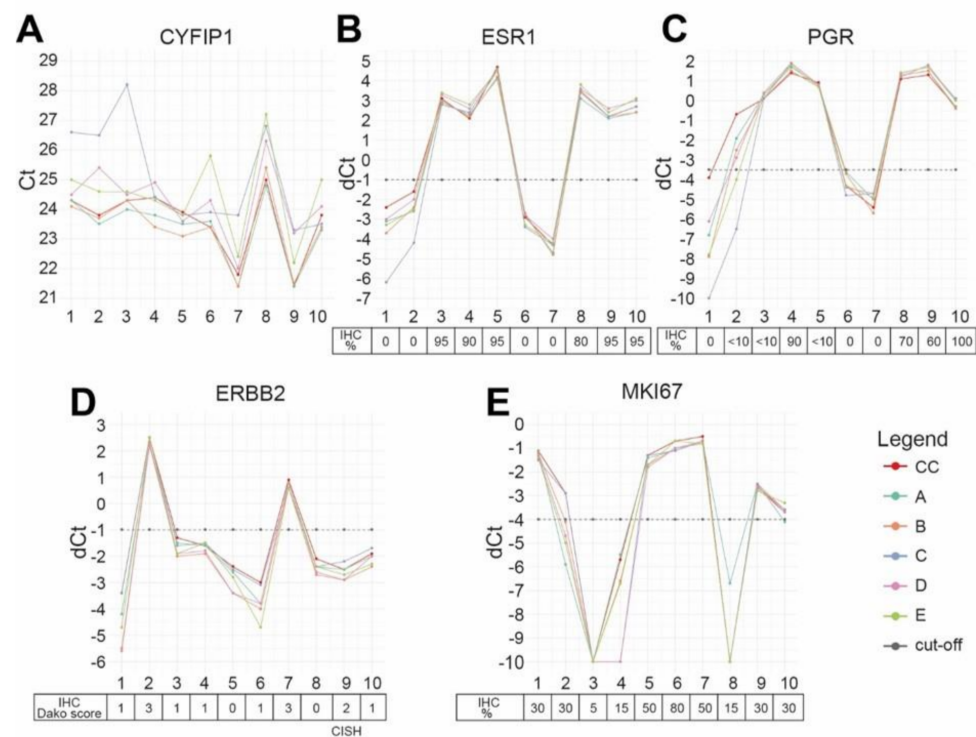 A
CYFIP1
Ct
29
28
27
26
25
24
23
22
21
1 2 3 4 5 6 7 8 9 10
B
ESR1
dCt
5
4
3
2
1
0
-1
-2
-3
-4
-5
-6
-7
1 2 3 4 5 6 7 8 9 10
IHC % 0 0 95 90 95 0 0 80 95 95
C
PGR
dCt
2
1
0
-1
-2
-3
-4
-5
-6
-7
-8
-9
-10
1 2 3 4 5 6 7 8 9 10
IHC % 0 <10 <10 90 <10 0 0 70 60 100
D
ERBB2
dCt
3
2
1
0
-1
-2
-3
-4
-5
-6
1 2 3 4 5 6 7 8 9 10
IHC Dako score 1 3 1 1 0 1 3 0 2 1
CISH
E
MKI67
dCt
0
-1
-2
-3
-4
-5
-6
-7
-8
-9
-10
1 2 3 4 5 6 7 8 9 10
IHC % 30 30 5 15 50 80 50 15 30 30
Legend
CC
A
B
C
D
E
cut-off